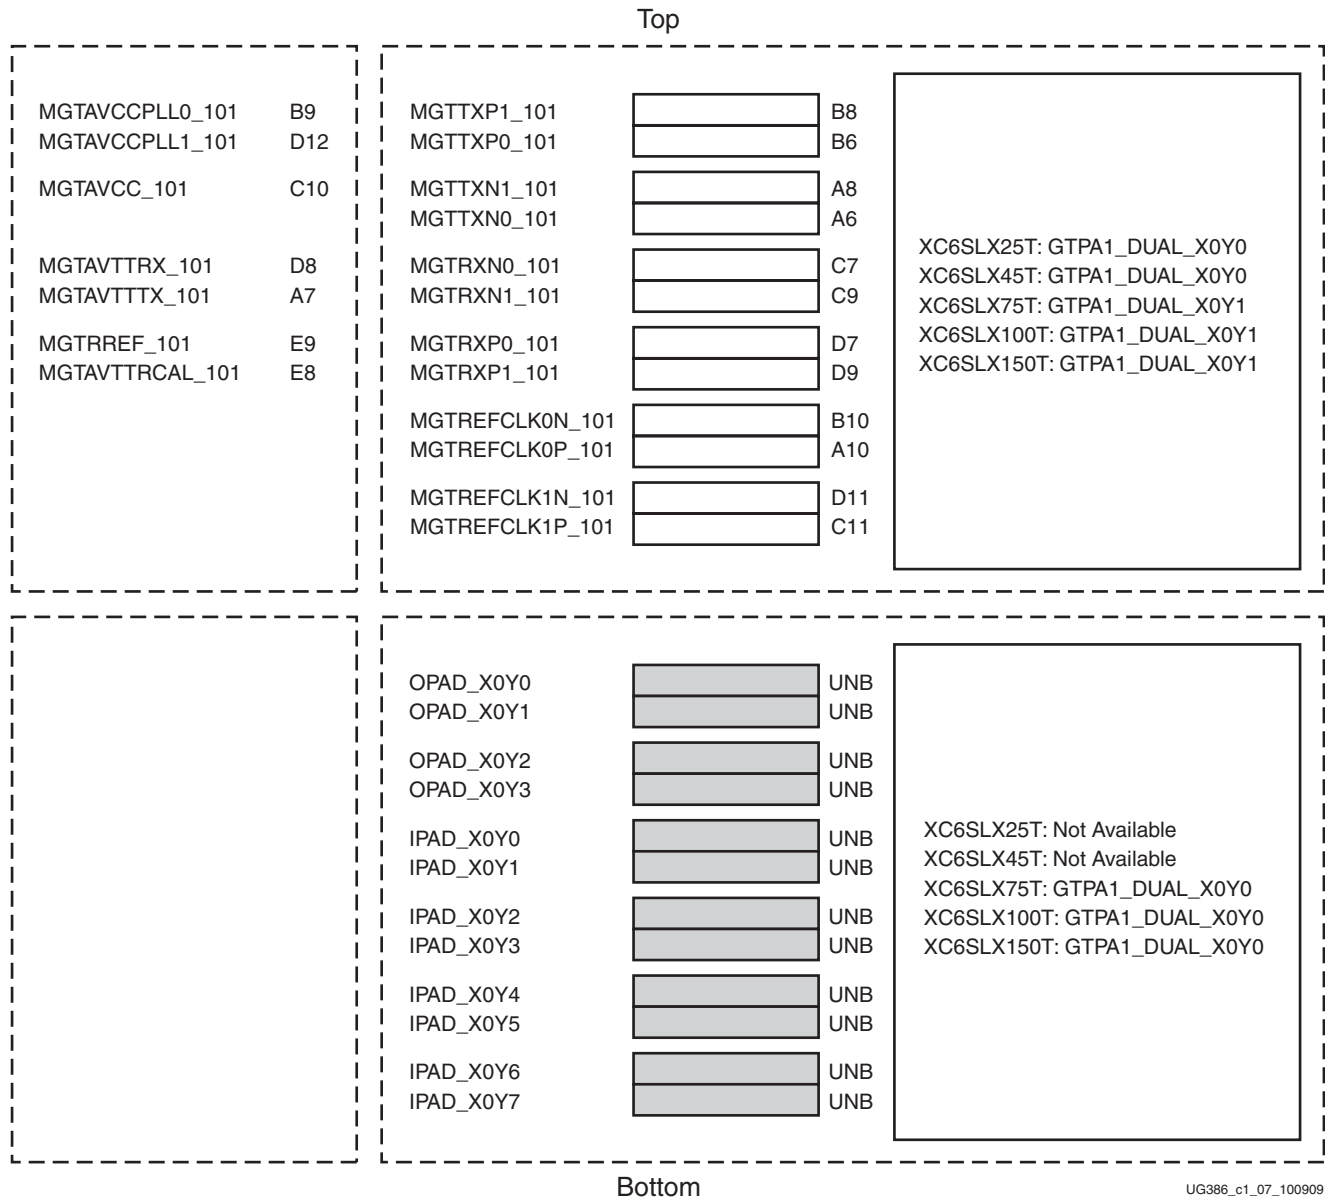 Top
MGTAVCCPLL0_101 B9
MGTAVCCPLL1_101 D12
MGTAVCC_101 C10
MGTAVTTRX_101 D8
MGTAVTTTX_101 A7
MGTRREF_101 E9
MGTAVTTRCAL_101 E8
MGTTXP1_101 B8
MGTTXP0_101 B6
MGTTXN1_101 A8
MGTTXN0_101 A6
MGTRXN0_101 C7
MGTRXN1_101 C9
MGTRXP0_101 D7
MGTRXP1_101 D9
MGTREFCLK0N_101 B10
MGTREFCLK0P_101 A10
MGTREFCLK1N_101 D11
MGTREFCLK1P_101 C11
XC6SLX25T: GTPA1_DUAL_X0Y0
XC6SLX45T: GTPA1_DUAL_X0Y0
XC6SLX75T: GTPA1_DUAL_X0Y1
XC6SLX100T: GTPA1_DUAL_X0Y1
XC6SLX150T: GTPA1_DUAL_X0Y1
OPAD_X0Y0 UNB
OPAD_X0Y1 UNB
OPAD_X0Y2 UNB
OPAD_X0Y3 UNB
IPAD_X0Y0 UNB
IPAD_X0Y1 UNB
IPAD_X0Y2 UNB
IPAD_X0Y3 UNB
IPAD_X0Y4 UNB
IPAD_X0Y5 UNB
IPAD_X0Y6 UNB
IPAD_X0Y7 UNB
XC6SLX25T: Not Available
XC6SLX45T: Not Available
XC6SLX75T: GTPA1_DUAL_X0Y0
XC6SLX100T: GTPA1_DUAL_X0Y0
XC6SLX150T: GTPA1_DUAL_X0Y0
Bottom
UG386_c1_07_100909